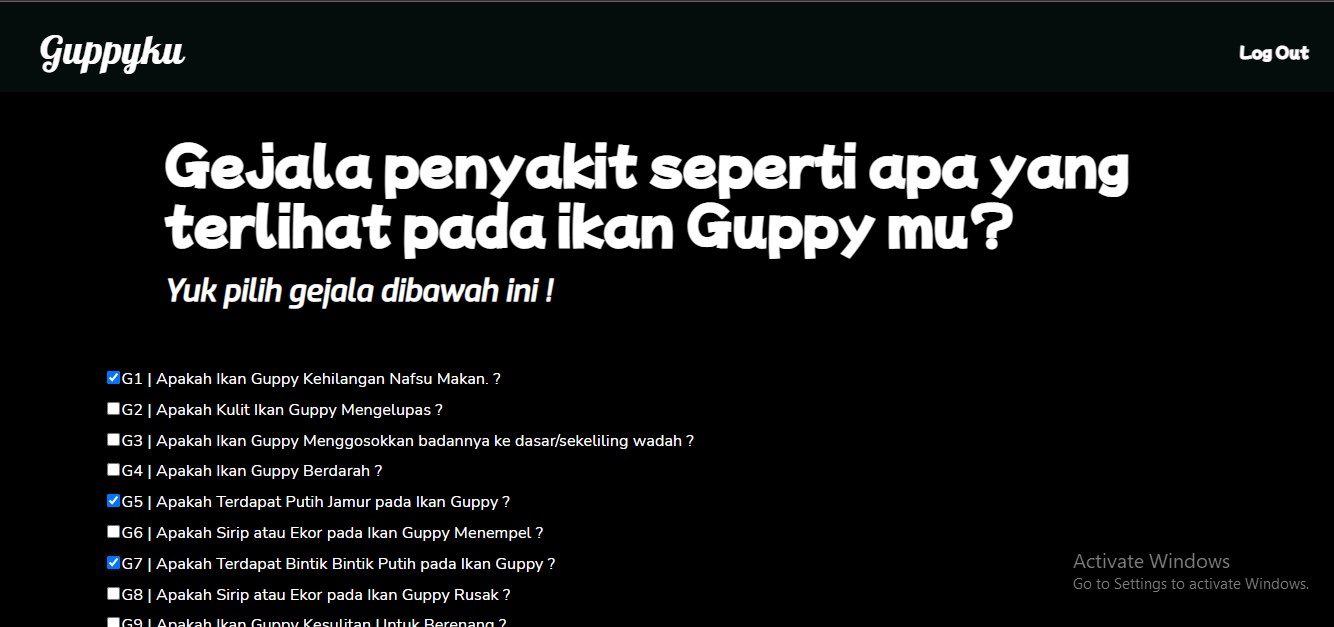 Guppyku
Log Out
Gejala penyakit seperti apa yang
terlihat pada ikan Guppy mu?
Yuk pilih gejala dibawah ini !
G1 | Apakah Ikan Guppy Kehilangan Nafsu Makan. ?
G2 | Apakah Kulit Ikan Guppy Mengelupas ?
G3 | Apakah Ikan Guppy Menggosokkan badannya ke dasar/sekeliling wadah ?
G4 | Apakah Ikan Guppy Berdarah ?
G5 | Apakah Terdapat Putih Jamur pada Ikan Guppy ?
G6 | Apakah Sirip atau Ekor pada Ikan Guppy Menempel ?
G7 | Apakah Terdapat Bintik Bintik Putih pada Ikan Guppy ?
G8 | Apakah Sirip atau Ekor pada Ikan Guppy Rusak ?
G9 | Apakah Ikan Guppy Kesulitan Untuk Berenang ?
Activate Windows
Go to Settings to activate Windows.